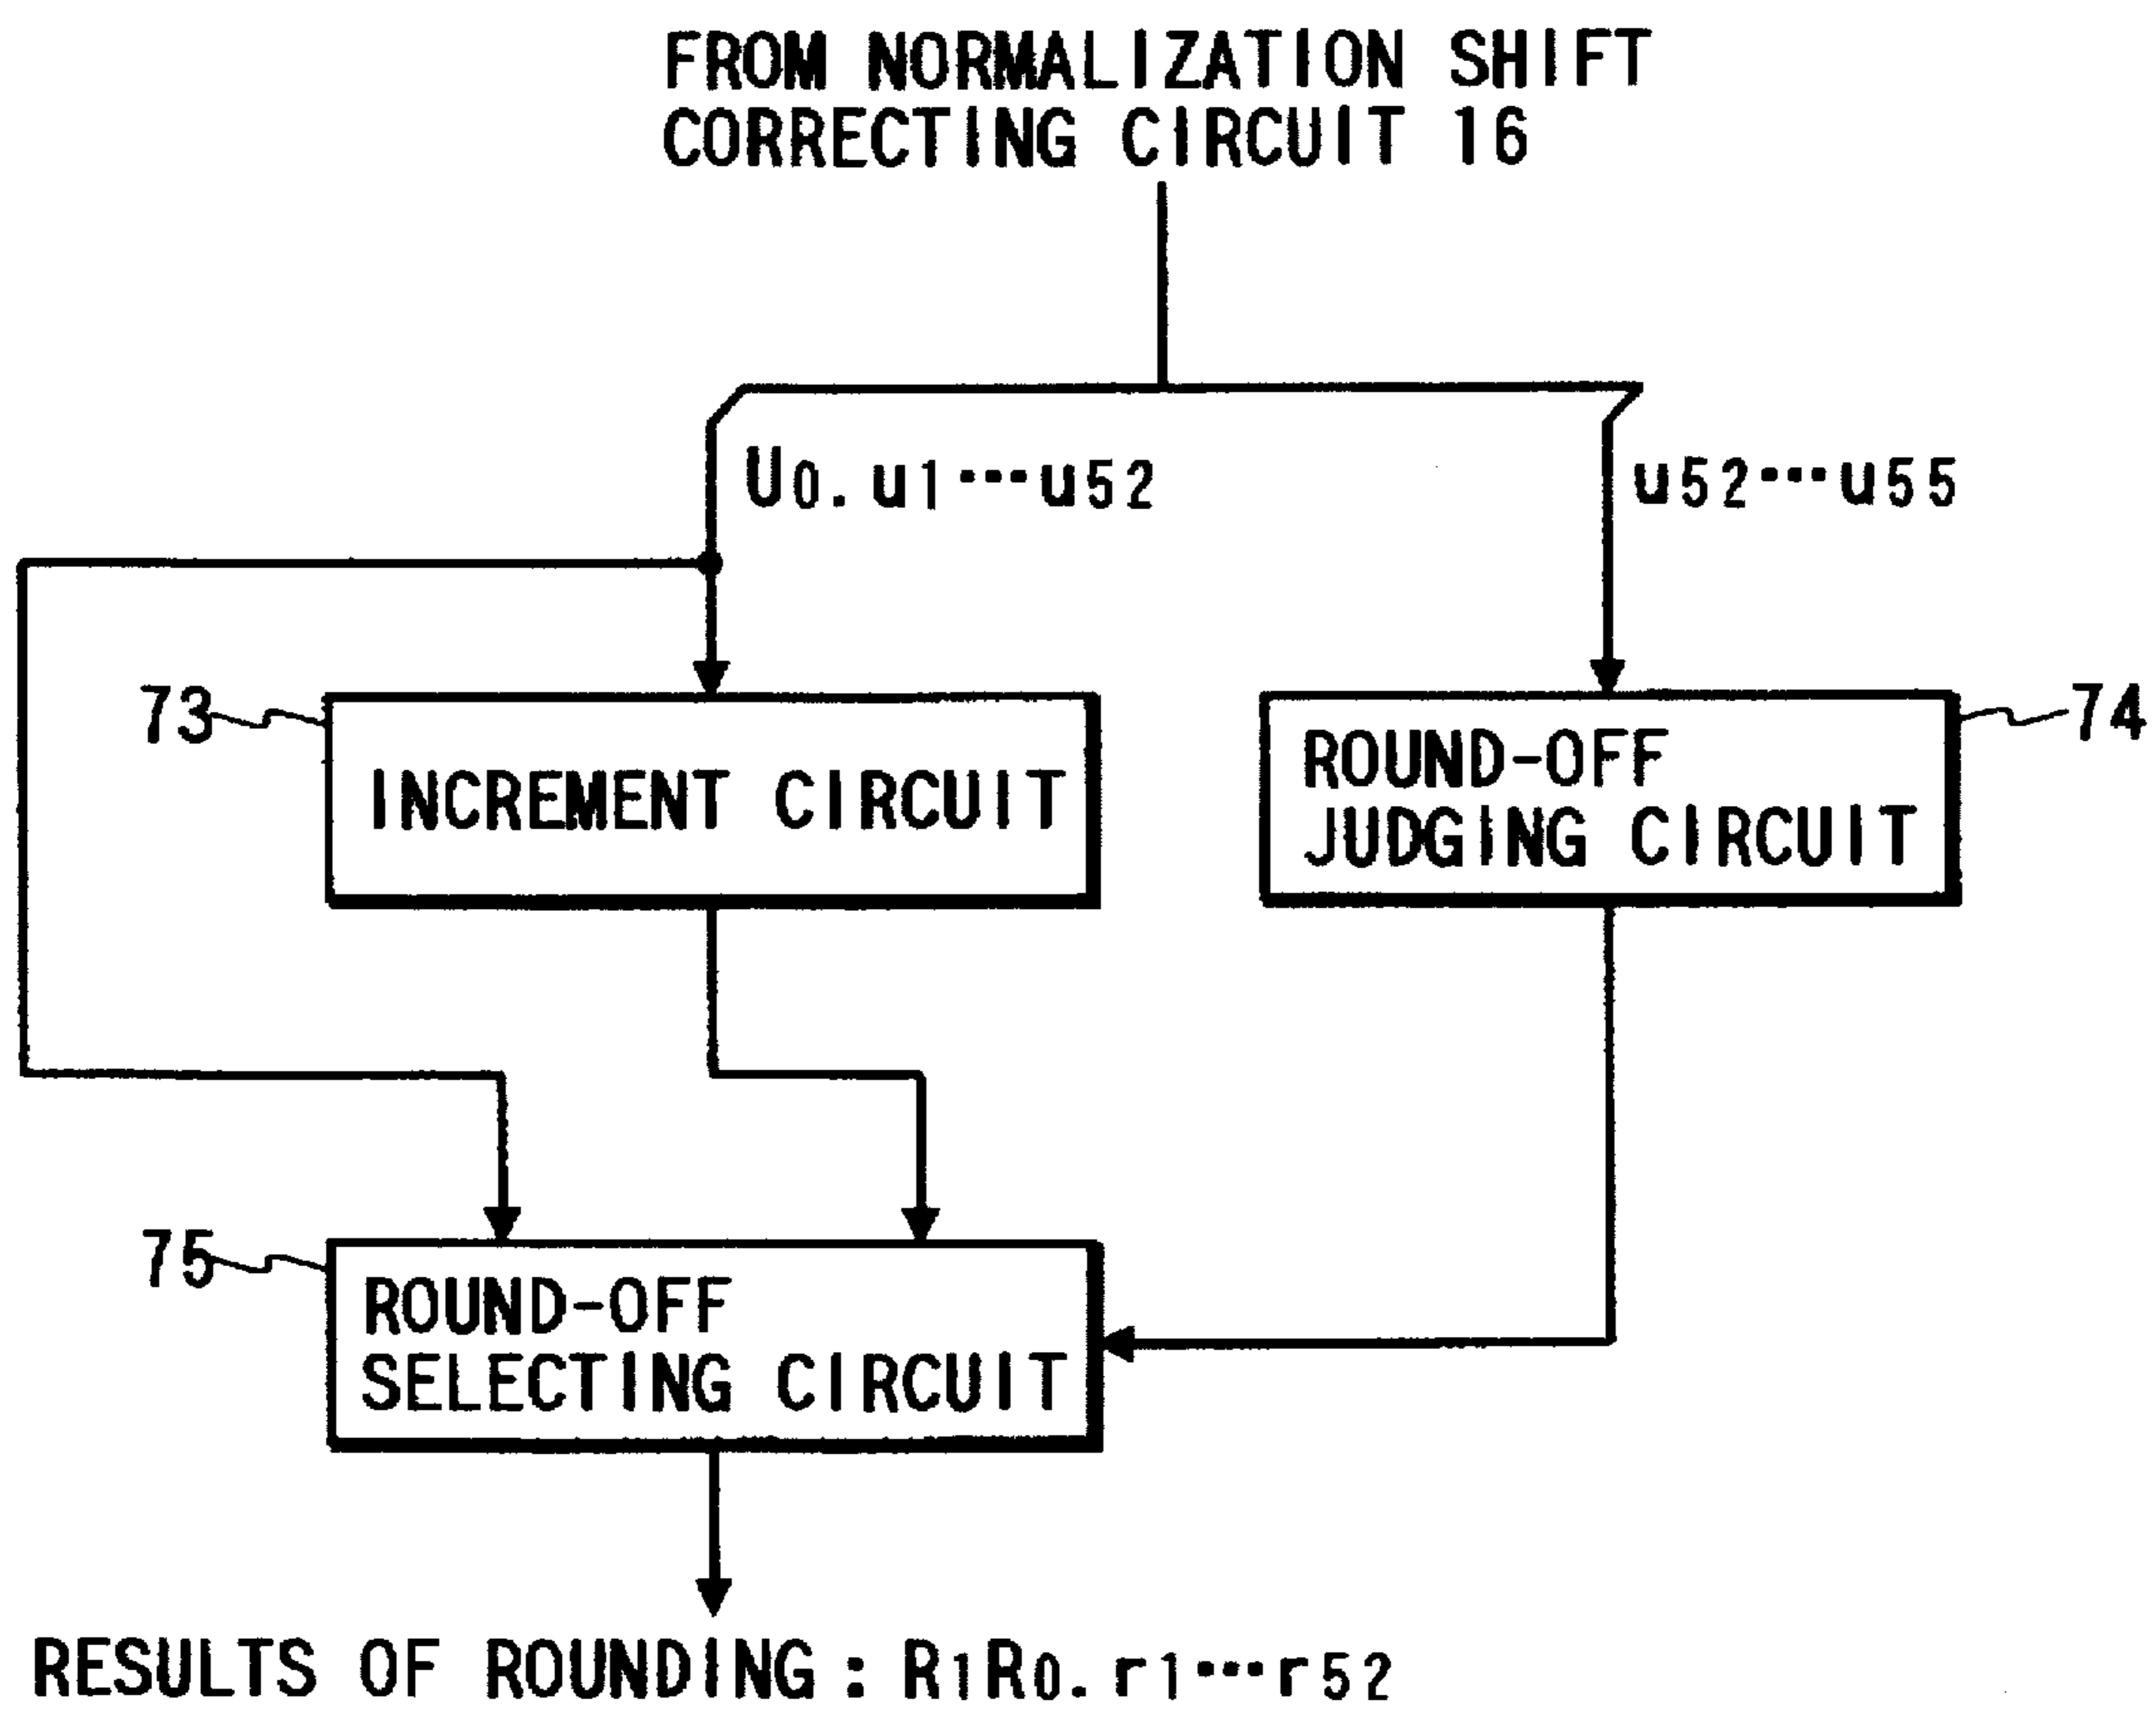 FROM NORMALIZATION SHIFT
CORRECTING CIRCUIT 16
U0.u1···u52
u52···u55
73
INCREMENT CIRCUIT
74
ROUND-OFF
JUDGING CIRCUIT
75
ROUND-OFF
SELECTING CIRCUIT
RESULTS OF ROUNDING: R1R0.r1···r52